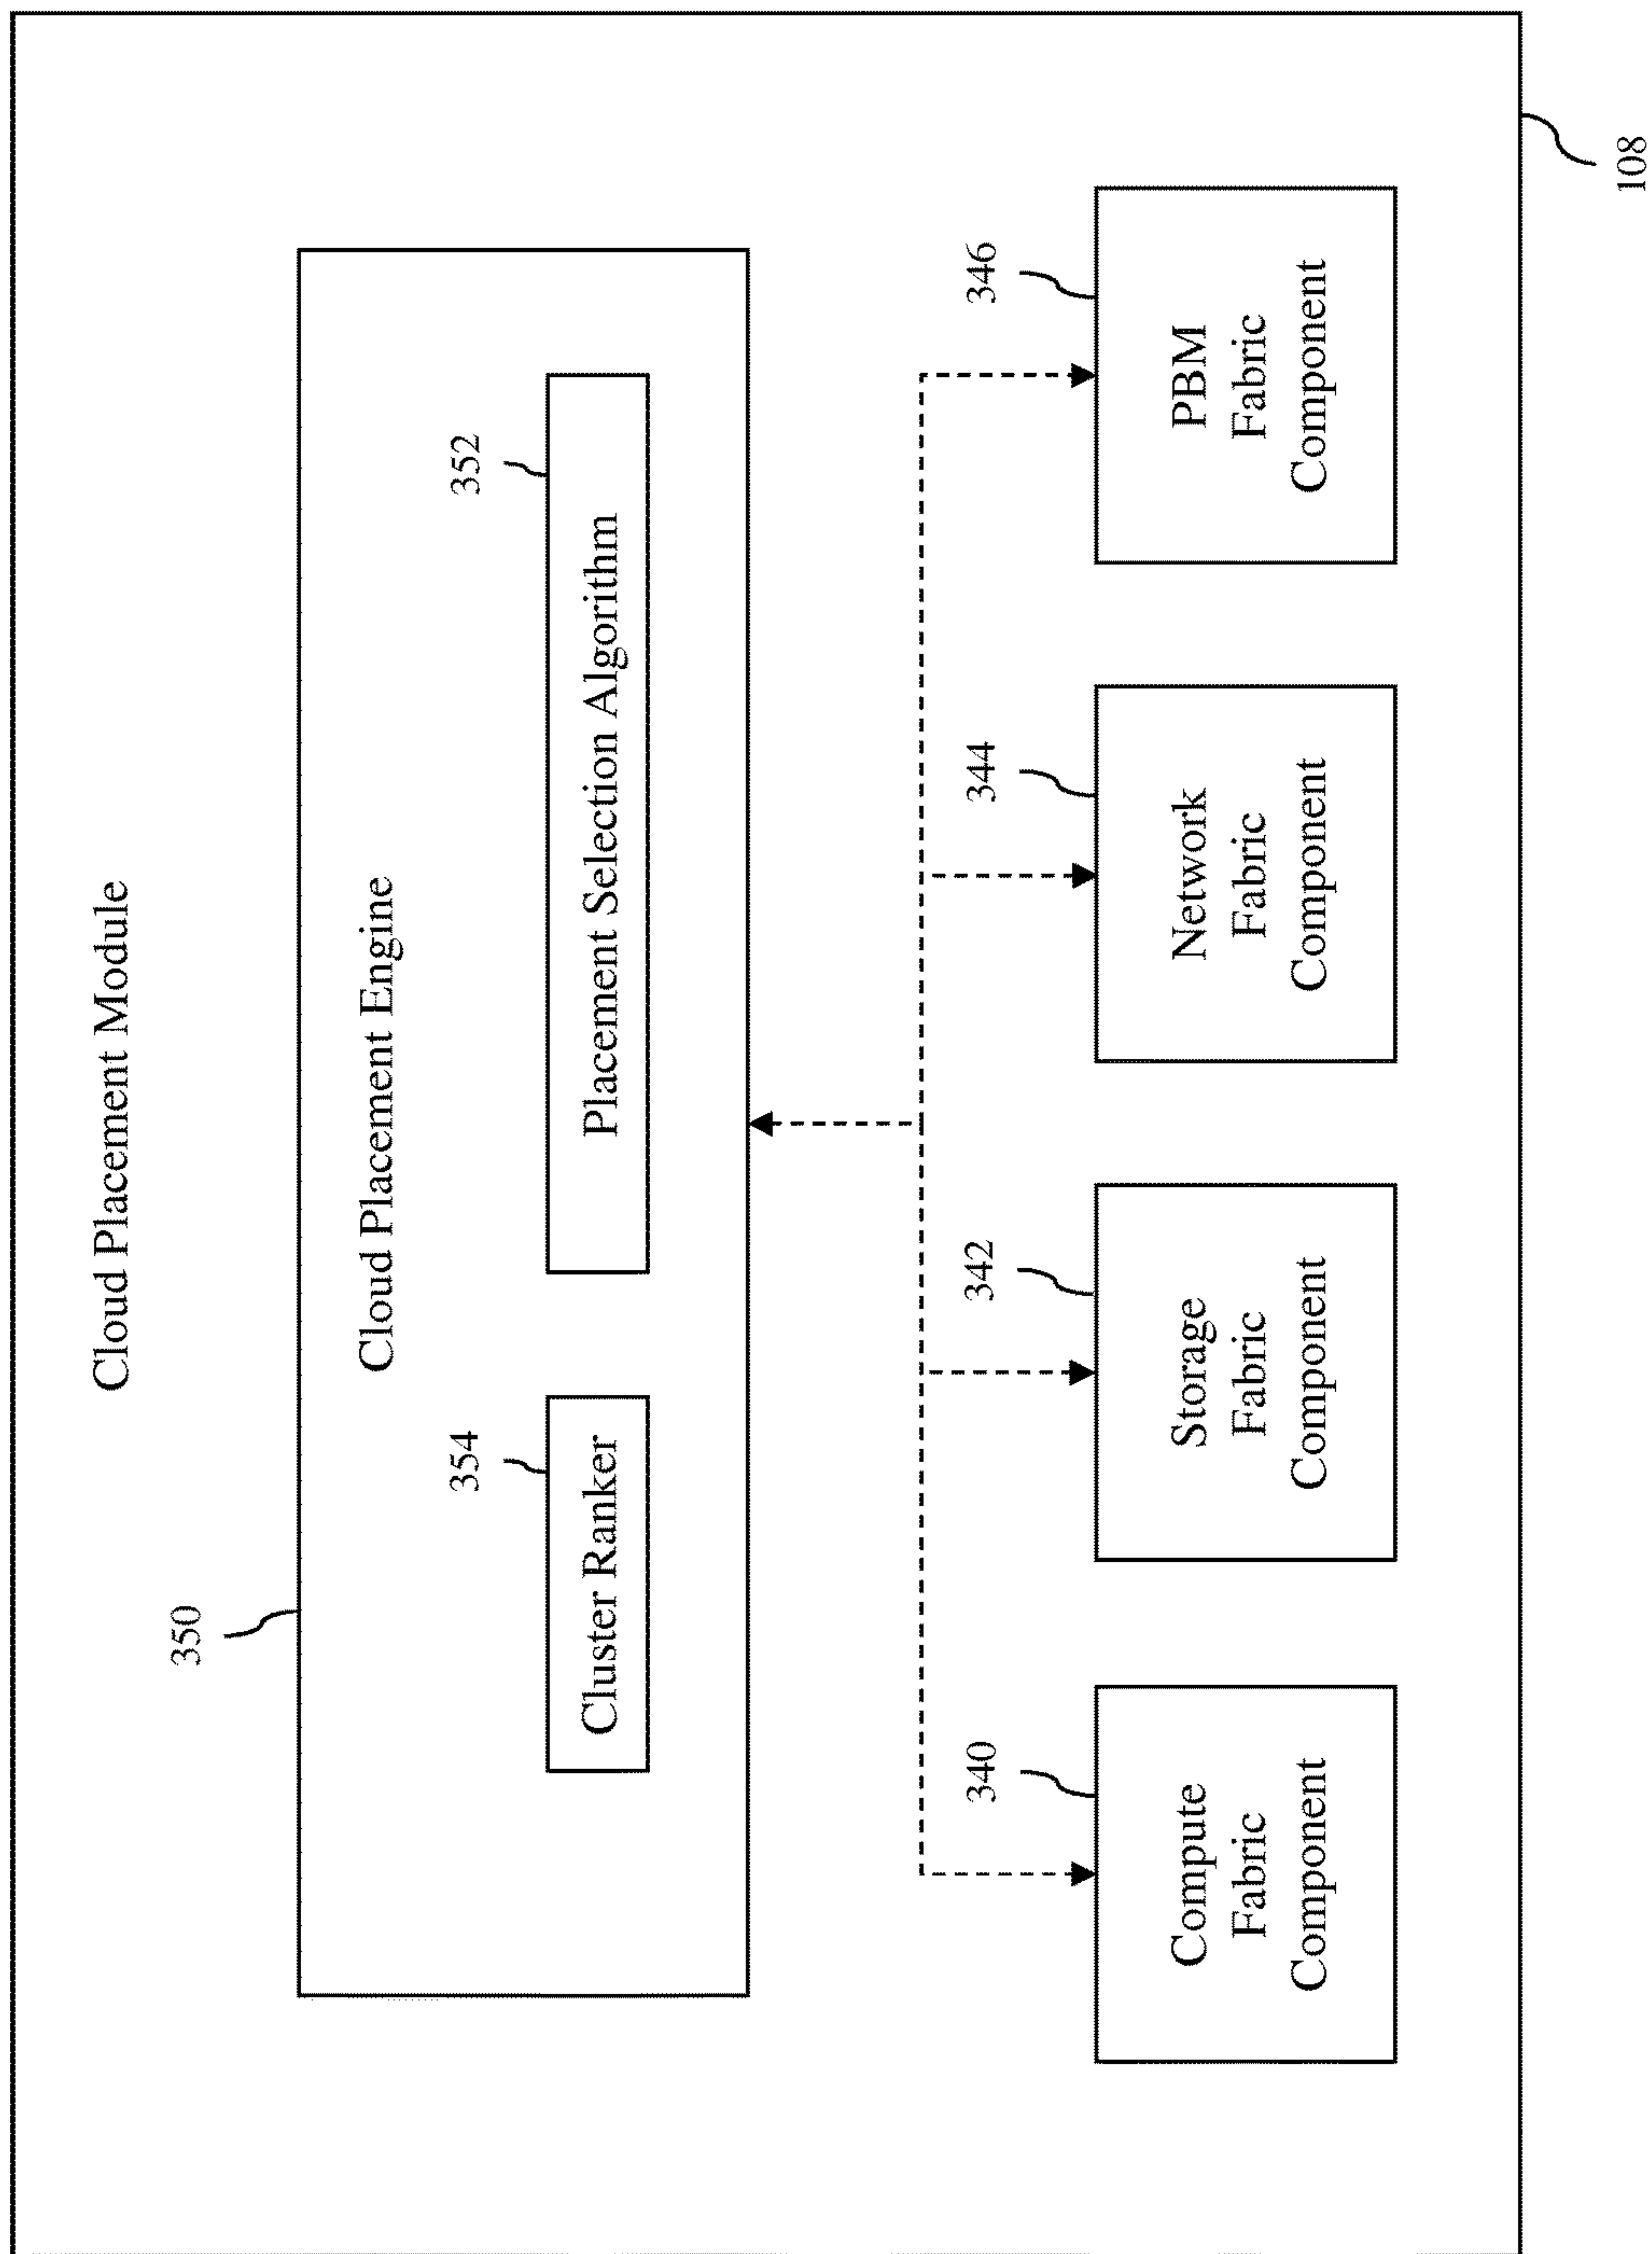 Cloud Placement Module
350
Cloud Placement Engine
354
352
Cluster Ranker
Placement Selection Algorithm
340
342
344
346
Compute
Fabric
Component
Storage
Fabric
Component
Network
Fabric
Component
PBM
Fabric
Component
108